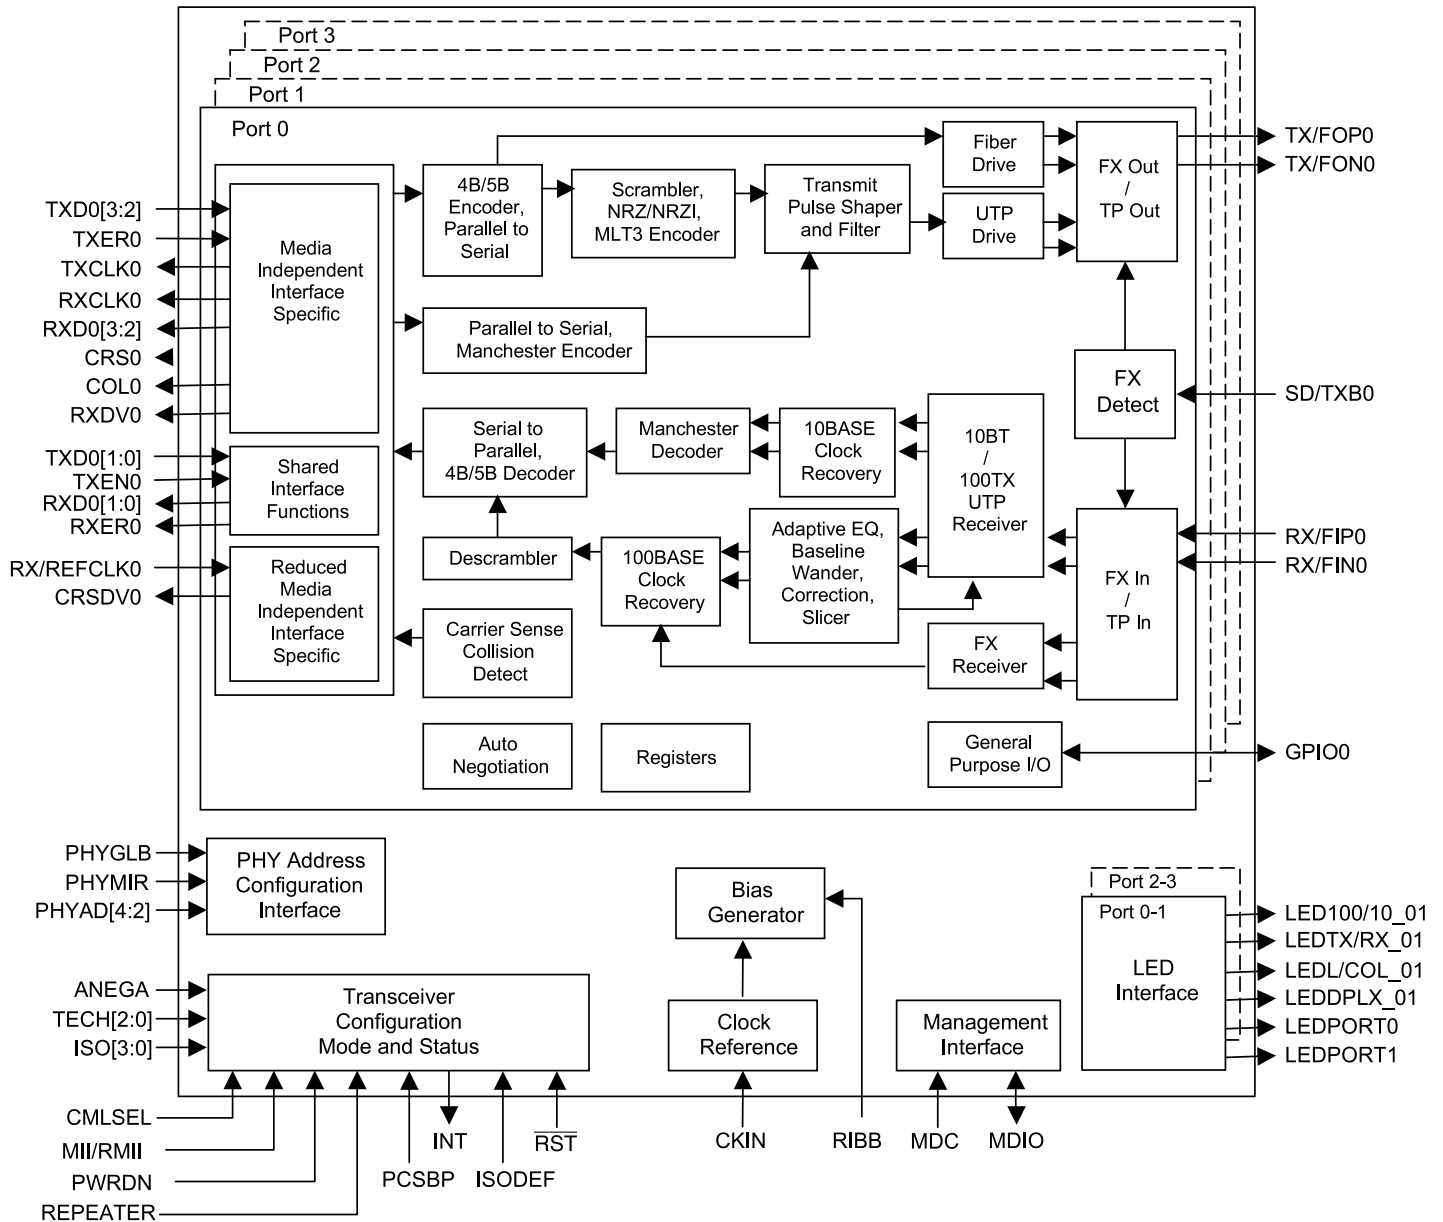 Port 3
Port 2
Port 1
Port 0
TXD0[3:2]
TXER0
TXCLK0
RXCLK0
RXD0[3:2]
CRS0
COL0
RXDV0
TXD0[1:0]
TXEN0
RXD0[1:0]
RXER0
RX/REFCLK0
CRSDV0
Media
Independent
Interface
Specific
Shared
Interface
Functions
Reduced
Media
Independent
Interface
Specific
4B/5B
Encoder,
Parallel to
Serial
Scrambler,
NRZ/NRZI,
MLT3 Encoder
Transmit
Pulse Shaper
and Filter
Fiber
Drive
UTP
Drive
FX Out
/
TP Out
TX/FOP0
TX/FON0
Parallel to Serial,
Manchester Encoder
FX
Detect
SD/TXB0
Serial to
Parallel,
4B/5B Decoder
Manchester
Decoder
10BASE
Clock
Recovery
10BT
/
100TX
UTP
Receiver
Descrambler
100BASE
Clock
Recovery
Adaptive EQ,
Baseline
Wander,
Correction,
Slicer
FX In
/
TP In
RX/FIP0
RX/FIN0
Carrier Sense
Collision
Detect
FX
Receiver
Auto
Negotiation
Registers
General
Purpose I/O
GPIO0
PHYGLB
PHYMIR
PHYAD[4:2]
PHY Address
Configuration
Interface
Bias
Generator
Port 2-3
Port 0-1
LED
Interface
LED100/10_01
LEDTX/RX_01
LEDL/COL_01
LEDDPLX_01
LEDPORT0
LEDPORT1
ANEGA
TECH[2:0]
ISO[3:0]
Transceiver
Configuration
Mode and Status
Clock
Reference
Management
Interface
CMLSEL
MII/RMII
PWRDN
REPEATER
PCSBP
INT
ISODEF
RST
CKIN
RIBB
MDC
MDIO